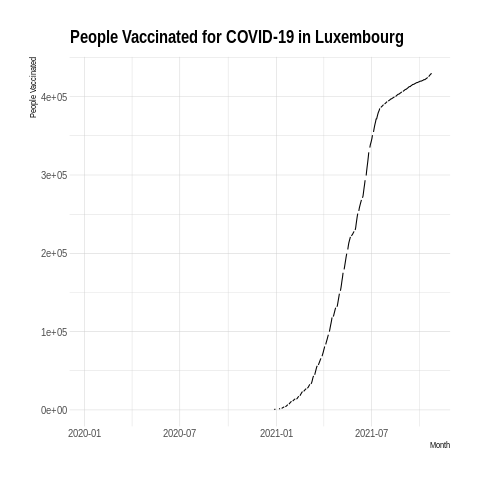 People Vaccinated for COVID-19 in Luxembourg
People Vaccinated
4e+05
3e+05
2e+05
1e+05
0e+00
2020-01 2020-07 2021-01 2021-07
Month